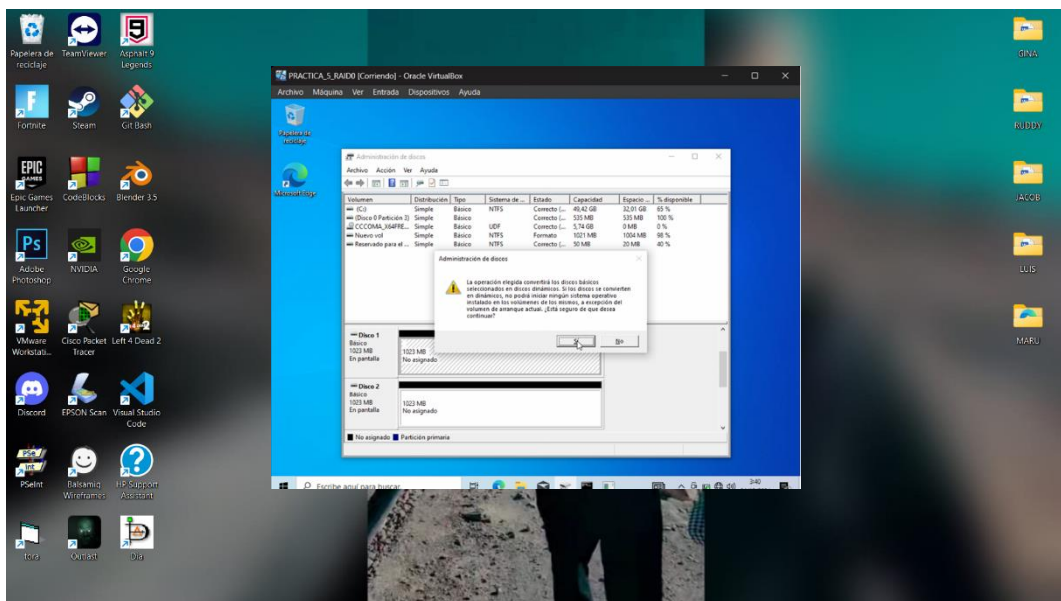 Papelera de
reciclaje
TeamViewer
Asphalt 9
Legends
Fortnite
Steam
Git Bash
Epic Games
Launcher
CodeBlocks
Blender 3.5
Adobe
Photoshop
NVIDIA
Google
Chrome
VMware
Workstati...
Cisco Packet
Tracer
Left 4 Dead 2
Discord
EPSON Scan
Visual Studio
Code
PSeInt
Balsamiq
Wireframes
HP Support
Assistant
tora
Outlast
Dia
GINA
RUDDY
JACOB
LUIS
MARU
PRACTICA_5_RAID0 [Corriendo] - Oracle VirtualBox
Archivo Máquina Ver Entrada Dispositivos Ayuda
Papelera de
reciclaje
Microsoft Edge
Administración de discos
Archivo Acción Ver Ayuda
Volumen Distribución Tipo Sistema de ... Estado Capacidad Espacio ... % disponible
(C:) Simple Básico NTFS Correcto (... 49,42 GB 32,01 GB 65 %
(Disco 0 Partición 3) Simple Básico Correcto (... 535 MB 535 MB 100 %
CCCOMA_X64FRE... Simple Básico UDF Correcto (... 5,74 GB 0 MB 0 %
Nuevo vol Simple Básico NTFS Formato 1021 MB 1004 MB 98 %
Reservado para el ... Simple Básico NTFS Correcto (... 50 MB 20 MB 40 %
Administración de discos
La operación elegida convertirá los discos básicos
seleccionados en discos dinámicos. Si los discos se convierten
en dinámicos, no podrá iniciar ningún sistema operativo
instalado en los volúmenes de los mismos, a excepción del
volumen de arranque actual. ¿Está seguro de que desea
continuar?
No
Disco 1
Básico
1023 MB
En pantalla
1023 MB
No asignado
Disco 2
Básico
1023 MB
En pantalla
1023 MB
No asignado
No asignado Partición primaria
Escribe aquí para buscar.
3:40